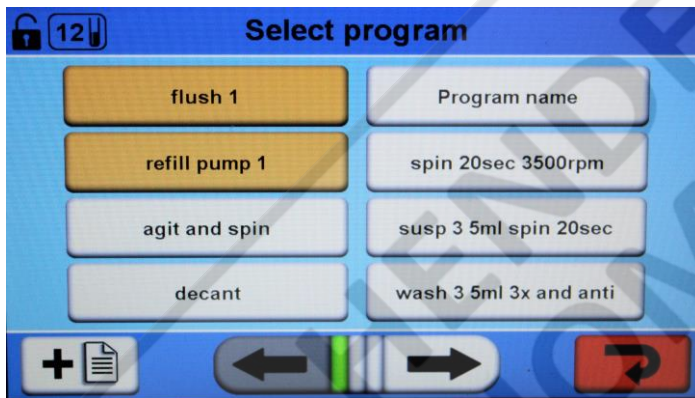 12
Select program
flush 1
Program name
refill pump 1
spin 20sec 3500rpm
agit and spin
susp 3 5ml spin 20sec
decant
wash 3 5ml 3x and anti